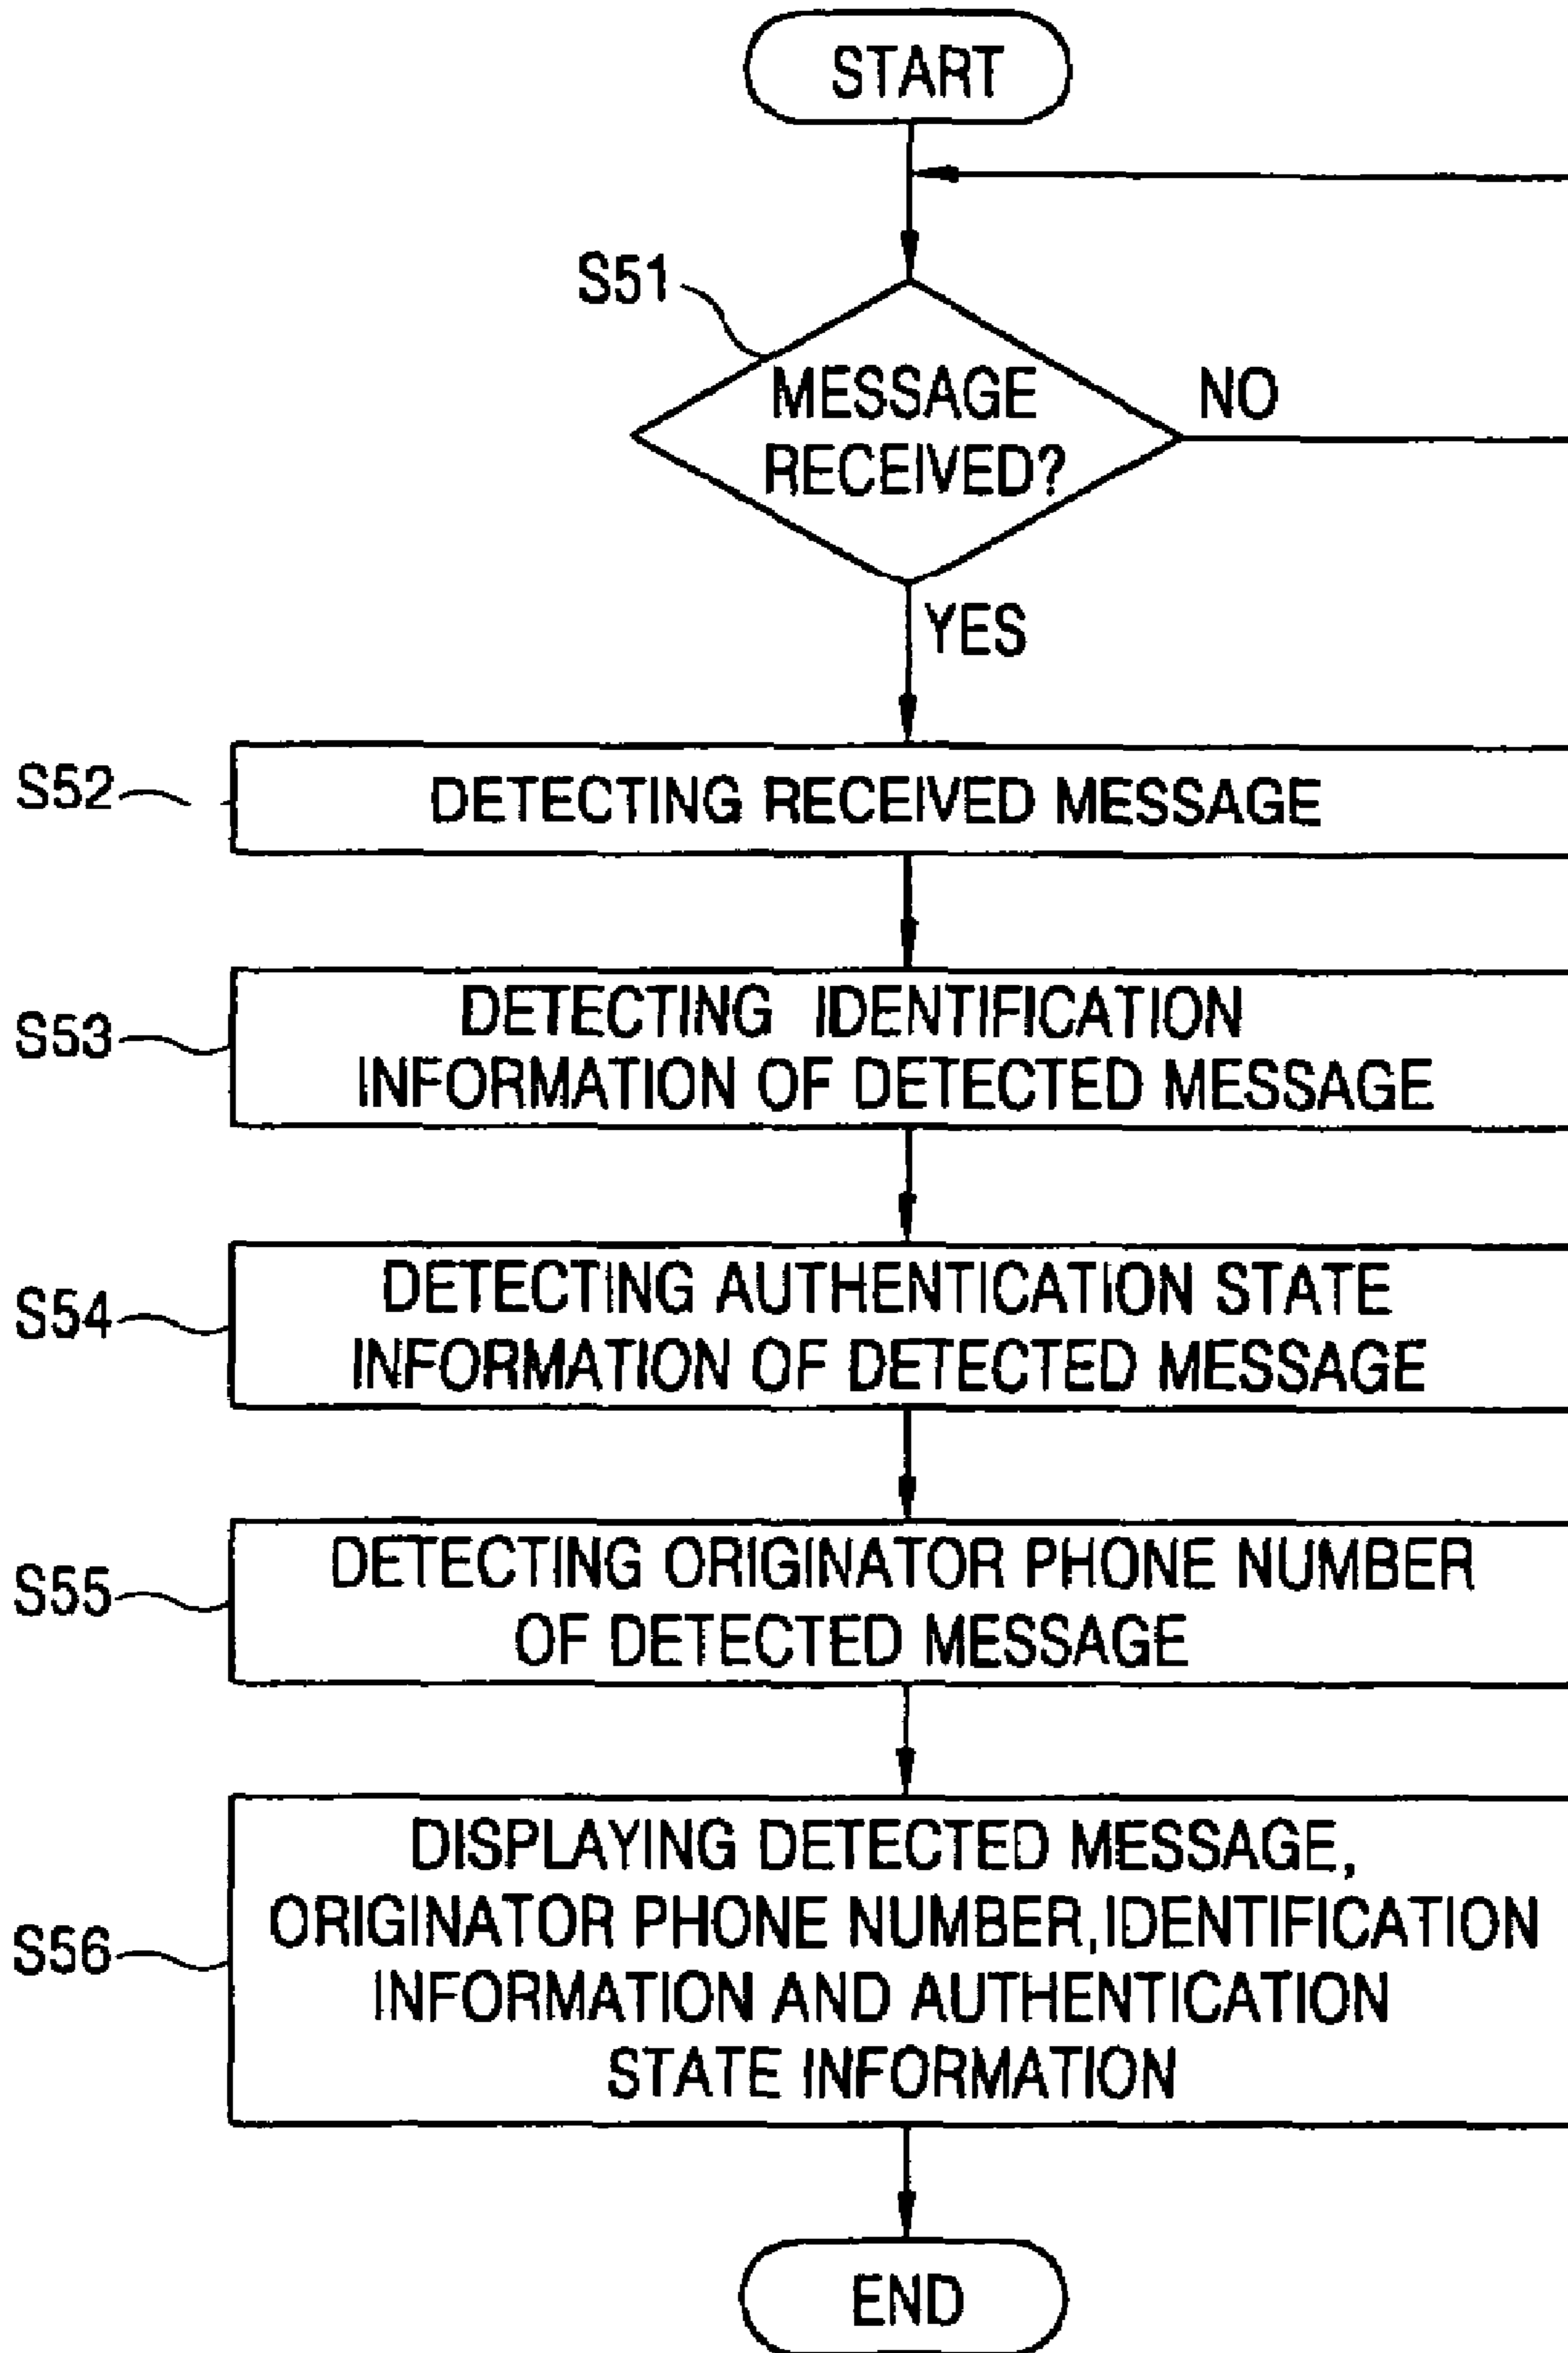 START
S51
MESSAGE
RECEIVED?
NO
YES
S52
DETECTING RECEIVED MESSAGE
S53
DETECTING IDENTIFICATION
INFORMATION OF DETECTED MESSAGE
S54
DETECTING AUTHENTICATION STATE
INFORMATION OF DETECTED MESSAGE
S55
DETECTING ORIGINATOR PHONE NUMBER
OF DETECTED MESSAGE
S56
DISPLAYING DETECTED MESSAGE,
ORIGINATOR PHONE NUMBER,IDENTIFICATION
INFORMATION AND AUTHENTICATION
STATE INFORMATION
END